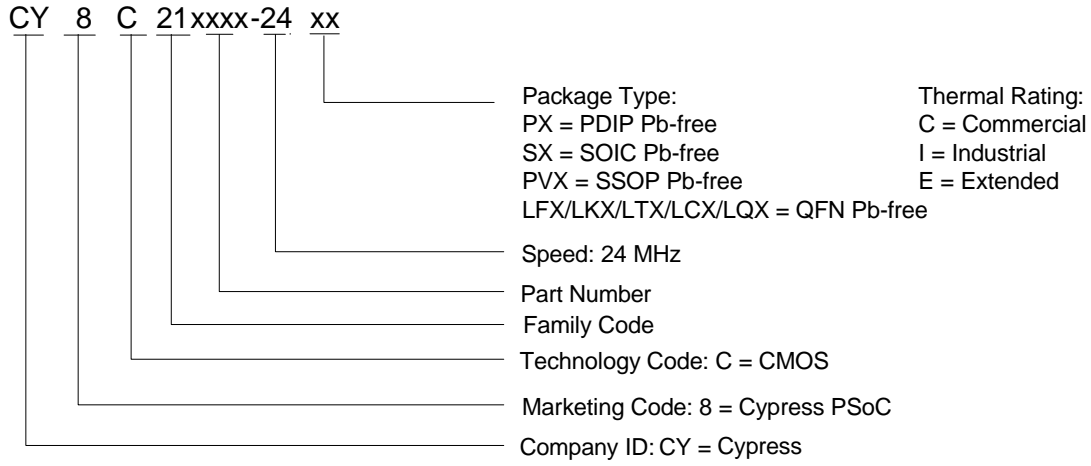 CY 8 C 21xxxx-24 xx
Package Type: Thermal Rating:
PX = PDIP Pb-free C = Commercial
SX = SOIC Pb-free I = Industrial
PVX = SSOP Pb-free E = Extended
LFX/LKX/LTX/LCX/LQX = QFN Pb-free
Speed: 24 MHz
Part Number
Family Code
Technology Code: C = CMOS
Marketing Code: 8 = Cypress PSoC
Company ID: CY = Cypress